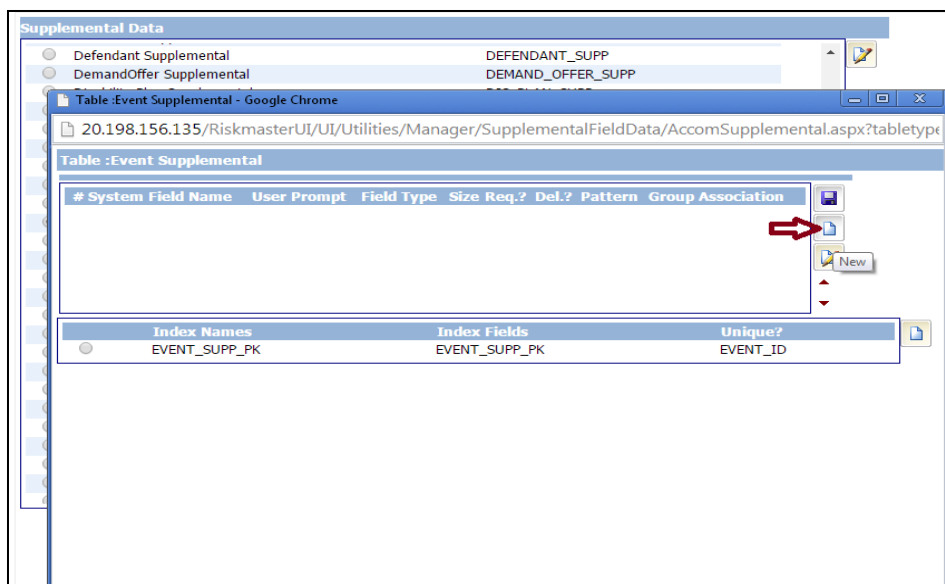 Supplemental Data
Defendant Supplemental DEFENDANT_SUPP
DemandOffer Supplemental DEMAND_OFFER_SUPP
Table :Event Supplemental - Google Chrome
20.198.156.135/RiskmasterUI/UI/Utilities/Manager/SupplementalFieldData/AccomSupplemental.aspx?tabletype
Table :Event Supplemental
# System Field Name User Prompt Field Type Size Req.? Del.? Pattern Group Association
New
Index Names Index Fields Unique?
EVENT_SUPP_PK EVENT_SUPP_PK EVENT_ID